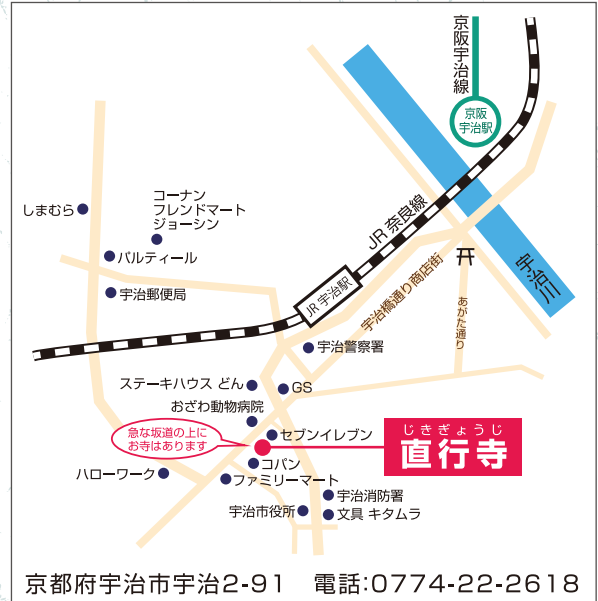 京阪宇治線
京阪
宇治駅
JR 奈良線
宇治川
コーナン
フレンドマート
ジョーシン
しまむら
パルティール
宇治郵便局
JR 宇治駅
宇治橋通り商店街
あがた通り
宇治警察署
ステーキハウス どん
GS
おざわ動物病院
急な坂道の上に
お寺はあります
セブンイレブン
じきぎょうじ
直行寺
コパン
ハローワーク
ファミリーマート
宇治消防署
宇治市役所
文具 キタムラ
京都府宇治市宇治2-91 電話:0774-22-2618